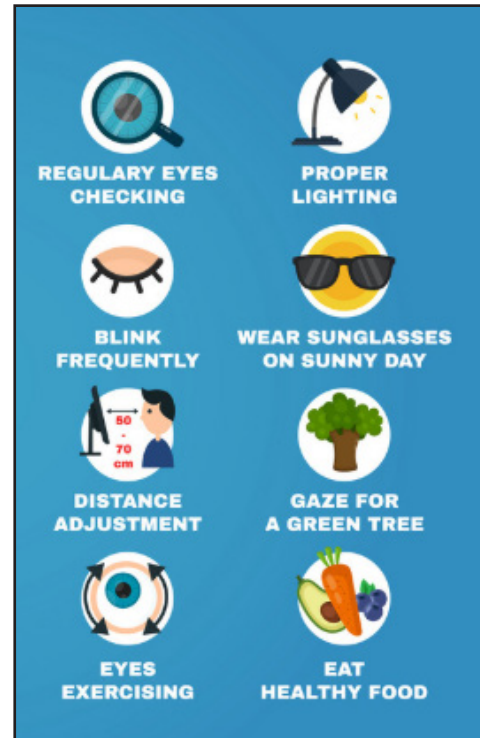 REGULARY EYES
CHECKING
PROPER
LIGHTING
BLINK
FREQUENTLY
WEAR SUNGLASSES
ON SUNNY DAY
50
-
70
cm
DISTANCE
ADJUSTMENT
GAZE FOR
A GREEN TREE
EYES
EXERCISING
EAT
HEALTHY FOOD